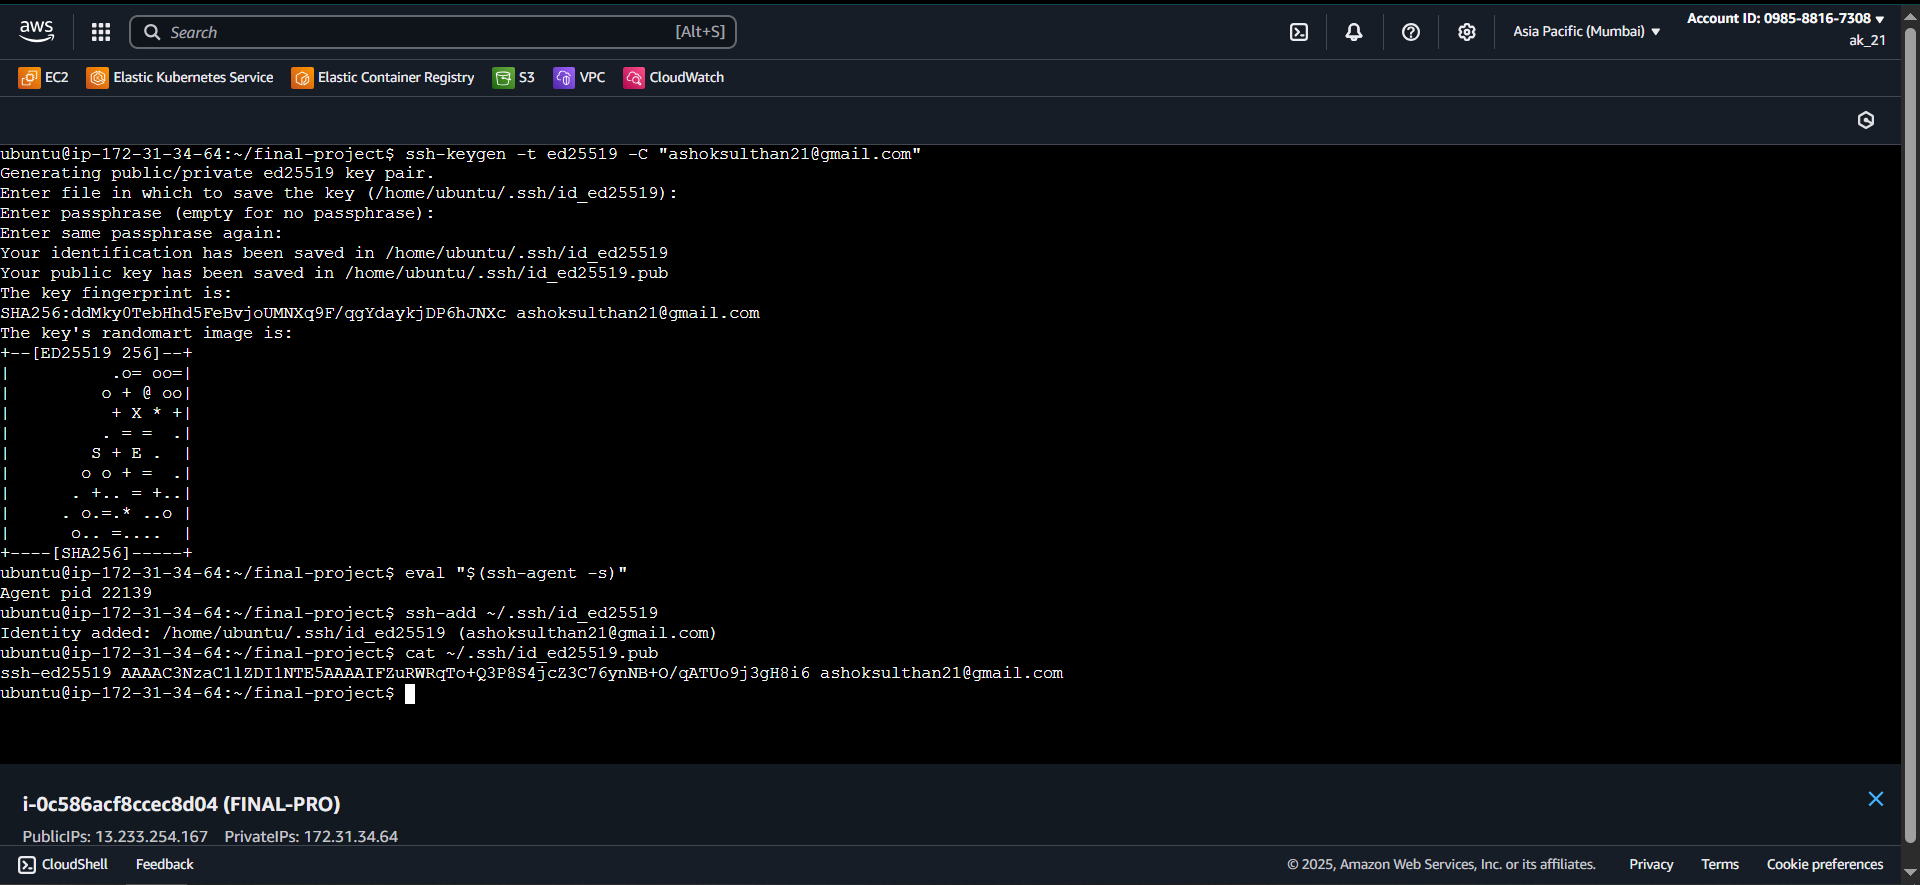 aws
Search [Alt+S]
Asia Pacific (Mumbai) ▼
Account ID: 0985-8816-7308 ▼
ak_21
EC2 Elastic Kubernetes Service Elastic Container Registry S3 VPC CloudWatch
ubuntu@ip-172-31-34-64:~/final-project$ ssh-keygen -t ed25519 -C "ashoksulthan21@gmail.com"
Generating public/private ed25519 key pair.
Enter file in which to save the key (/home/ubuntu/.ssh/id_ed25519):
Enter passphrase (empty for no passphrase):
Enter same passphrase again:
Your identification has been saved in /home/ubuntu/.ssh/id_ed25519
Your public key has been saved in /home/ubuntu/.ssh/id_ed25519.pub
The key fingerprint is:
SHA256:ddMky0TebHhd5FeBvjoUMNXq9F/qgYdaykjDP6hJNXc ashoksulthan21@gmail.com
The key's randomart image is:
+--[ED25519 256]--+
|          .o= oo=|
|         o + @ oo|
|          + X * +|
|         . = =  .|
|        S + E .  |
|       o o + =  .|
|      . +.. = +..|
|     . o.=.* ..o |
|      o.. =....  |
+----[SHA256]-----+
ubuntu@ip-172-31-34-64:~/final-project$ eval "$(ssh-agent -s)"
Agent pid 22139
ubuntu@ip-172-31-34-64:~/final-project$ ssh-add ~/.ssh/id_ed25519
Identity added: /home/ubuntu/.ssh/id_ed25519 (ashoksulthan21@gmail.com)
ubuntu@ip-172-31-34-64:~/final-project$ cat ~/.ssh/id_ed25519.pub
ssh-ed25519 AAAAC3NzaC1lZDI1NTE5AAAAIFZuRWRqTo+Q3P8S4jcZ3C76ynNB+O/qATUo9j3gH8i6 ashoksulthan21@gmail.com
ubuntu@ip-172-31-34-64:~/final-project$
i-0c586acf8ccec8d04 (FINAL-PRO)
PublicIPs: 13.233.254.167 PrivateIPs: 172.31.34.64
CloudShell Feedback © 2025, Amazon Web Services, Inc. or its affiliates. Privacy Terms Cookie preferences